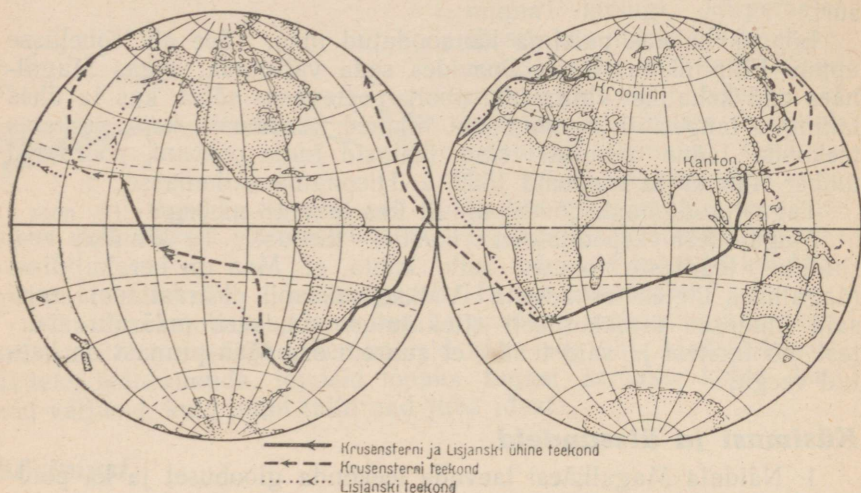 Kroonlinn
Kanton
Krusensterni ja Lisjanski ühine teekond
Krusensterni teekond
Lisjanski teekond